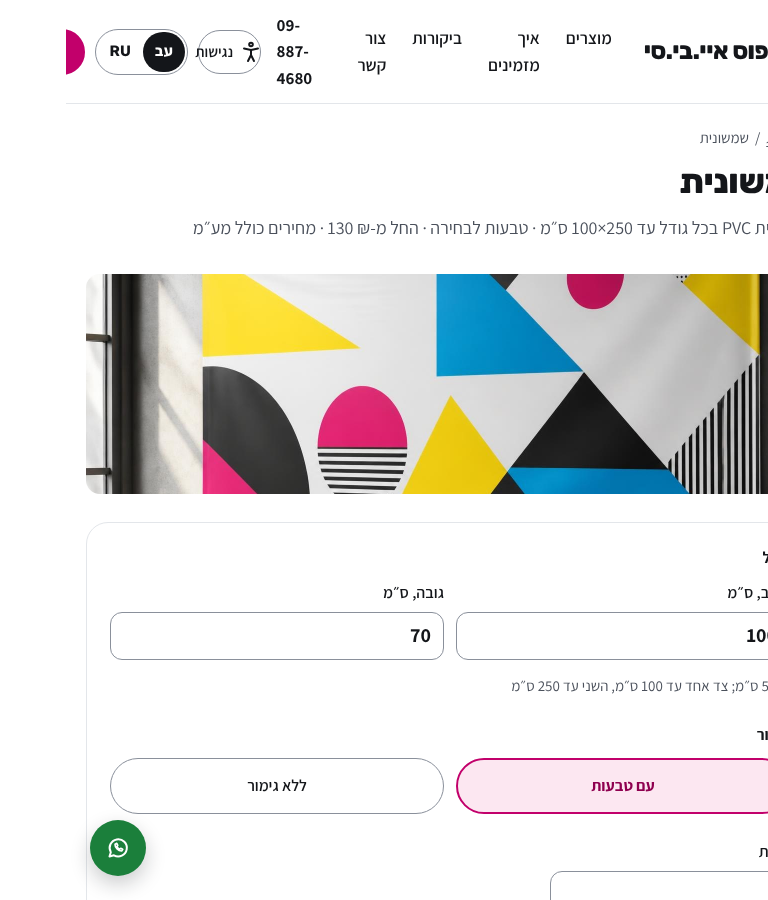 פוס איי.בי.סי
מוצרים
איך
מזמינים
ביקורות
צור
קשר
09-
887-
4680
נגישות
עב
RU
/ שמשונית
שונית
ית PVC בכל גודל עד 250×100 ס״מ · טבעות לבחירה · החל מ-₪ 130 · מחירים כולל מע״מ
ל
ב, ס״מ
גובה, ס״מ
10
70
ס״מ; צד אחד עד 100 ס״מ, השני עד 250 ס״מ
ור
עם טבעות
ללא גימור
ת